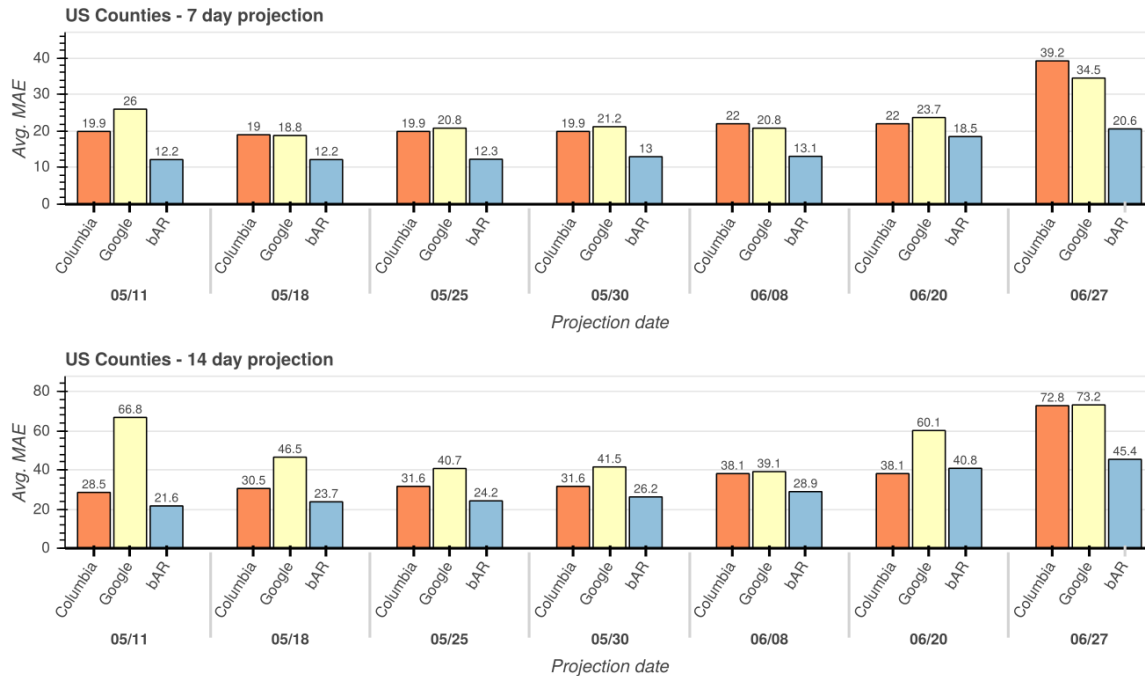 US Counties - 7 day projection
Avg. MAE
40
30
20
10
0
19.9 26 12.2 19 18.8 12.2 19.9 20.8 12.3 19.9 21.2 13 22 20.8 13.1 22 23.7 18.5 39.2 34.5 20.6
Columbia Google bAR Columbia Google bAR Columbia Google bAR Columbia Google bAR Columbia Google bAR Columbia Google bAR Columbia Google bAR
05/11 05/18 05/25 05/30 06/08 06/20 06/27
Projection date
US Counties - 14 day projection
Avg. MAE
80
60
40
20
0
28.5 66.8 21.6 30.5 46.5 23.7 31.6 40.7 24.2 31.6 41.5 26.2 38.1 39.1 28.9 38.1 60.1 40.8 72.8 73.2 45.4
Columbia Google bAR Columbia Google bAR Columbia Google bAR Columbia Google bAR Columbia Google bAR Columbia Google bAR Columbia Google bAR
05/11 05/18 05/25 05/30 06/08 06/20 06/27
Projection date